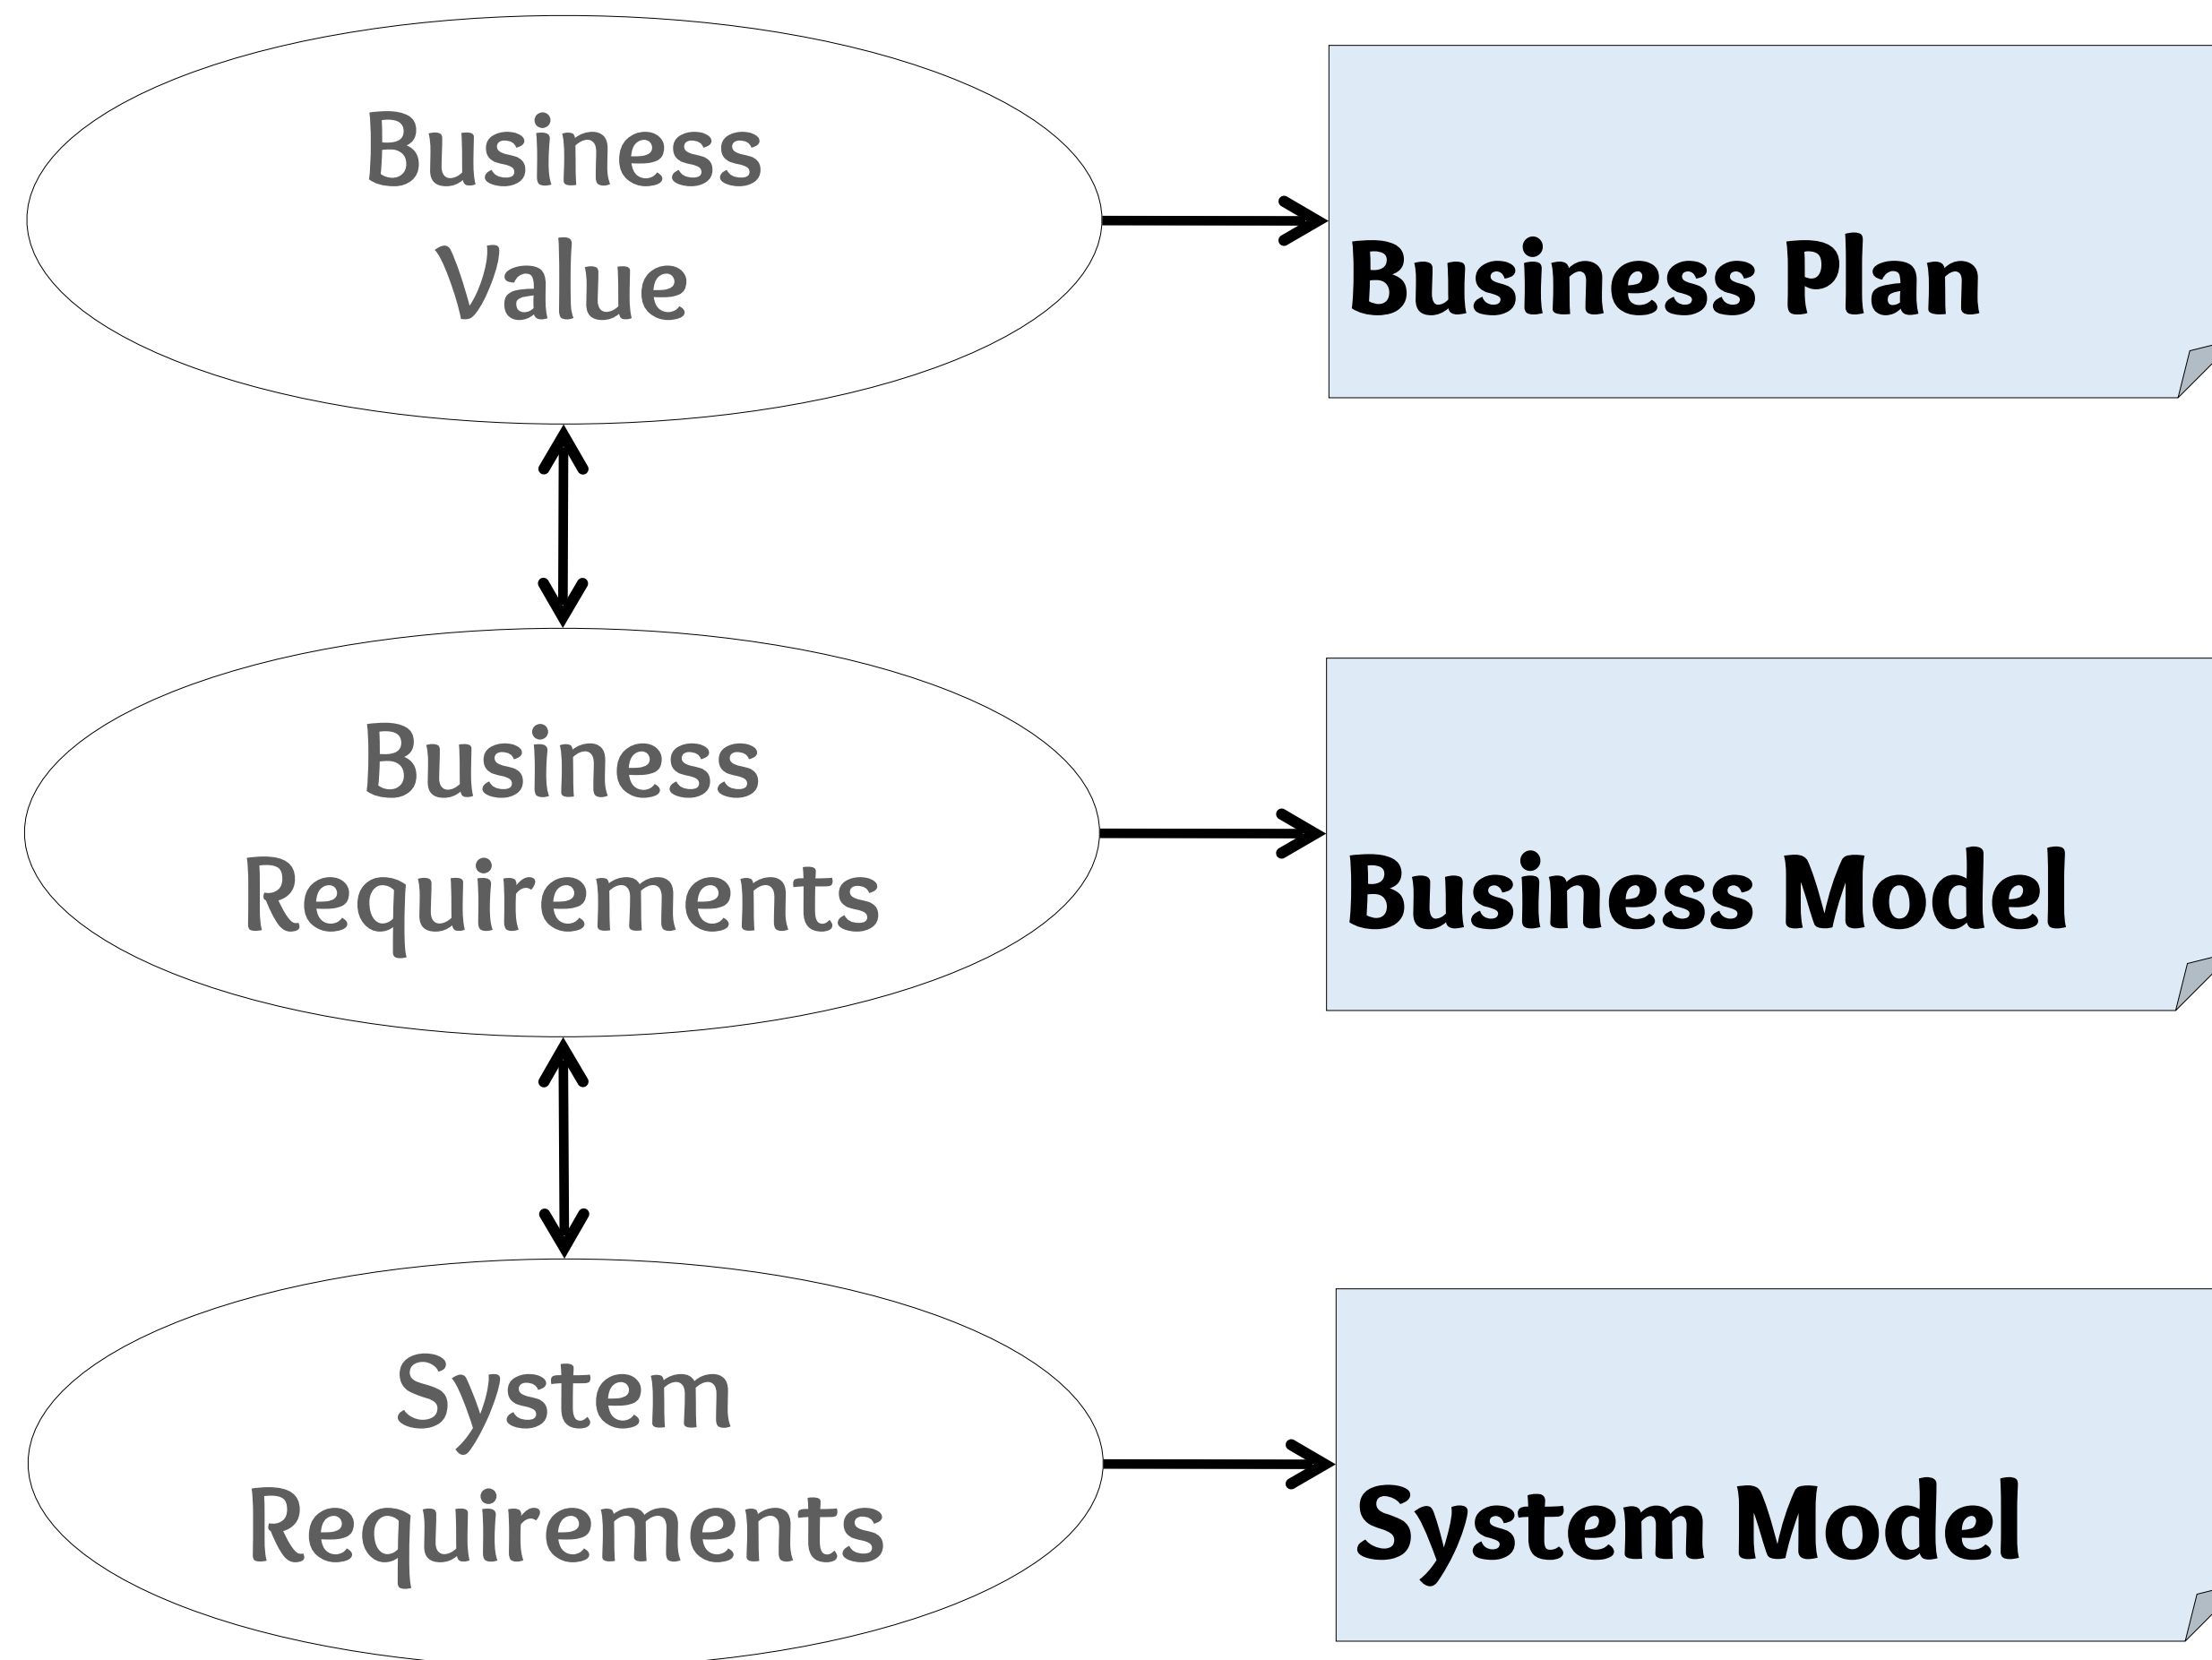 Business
Value
Business Plan
Business
Requirements
Business Model
System
Requirements
System Model